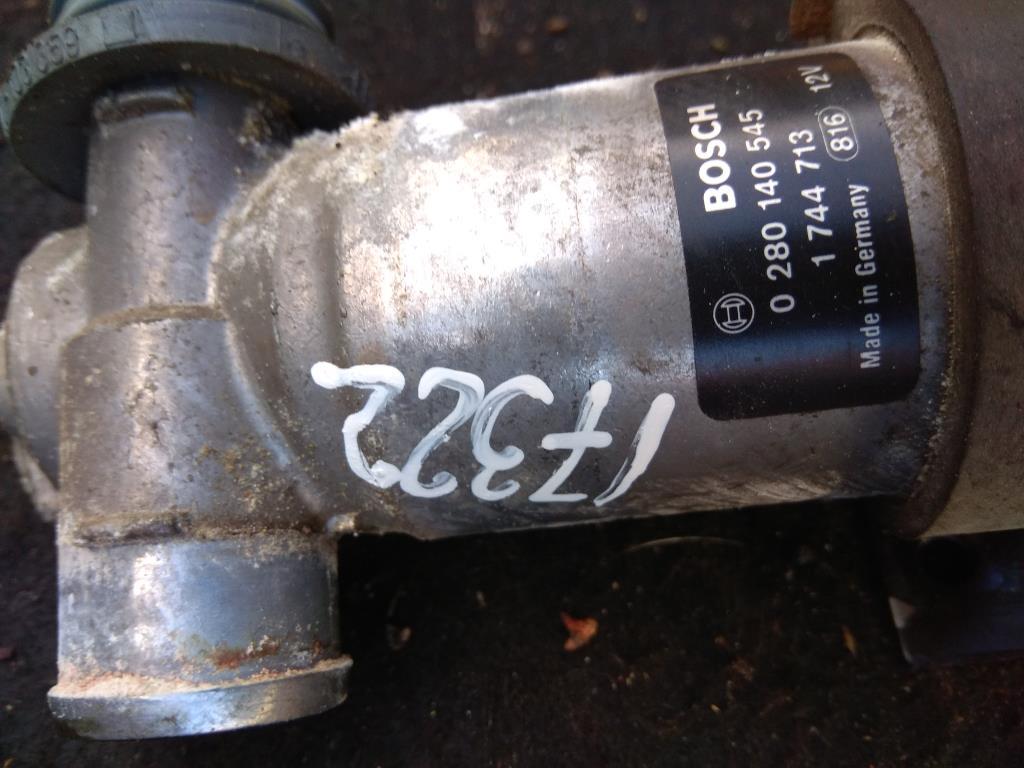 BOSCH
0 280 140 545
1 744 713 12V
Made in Germany 816
17322